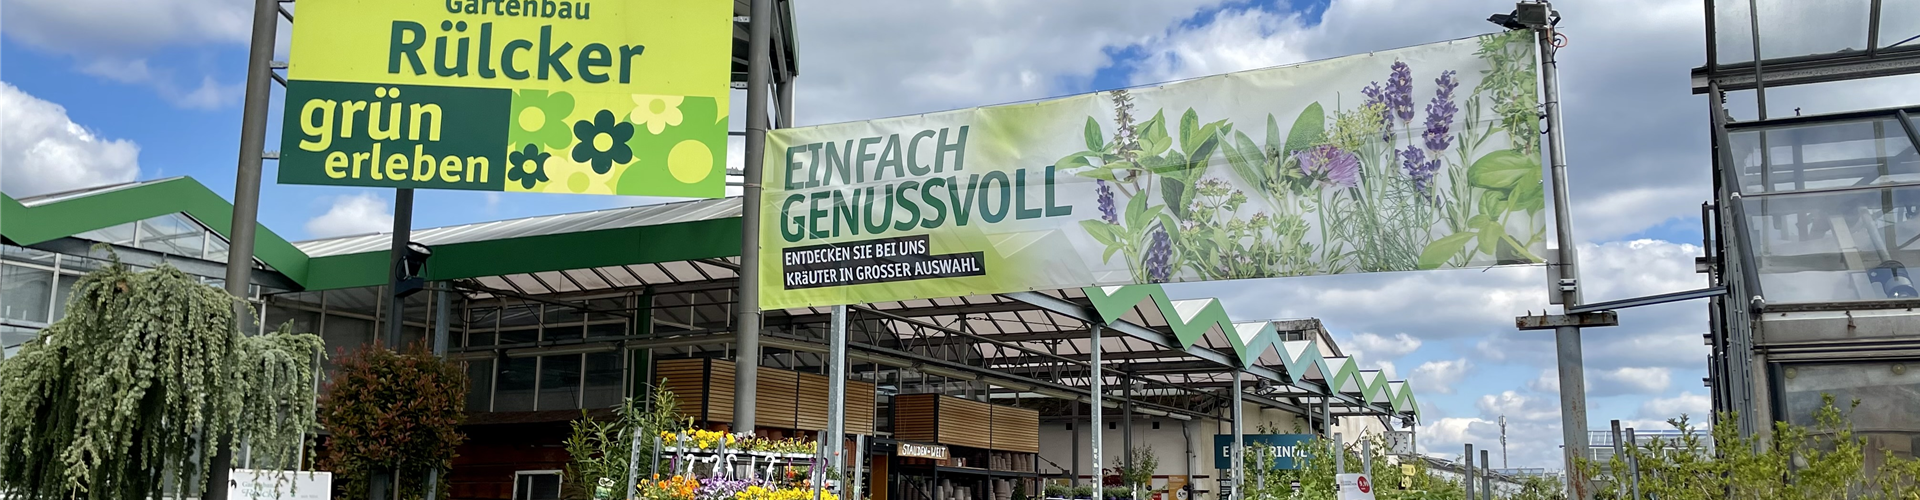 Gartenbau
Rülcker
grün
erleben
EINFACH
GENUSSVOLL
ENTDECKEN SIE BEI UNS
KRÄUTER IN GROSSER AUSWAHL
STAUDEN-WELT